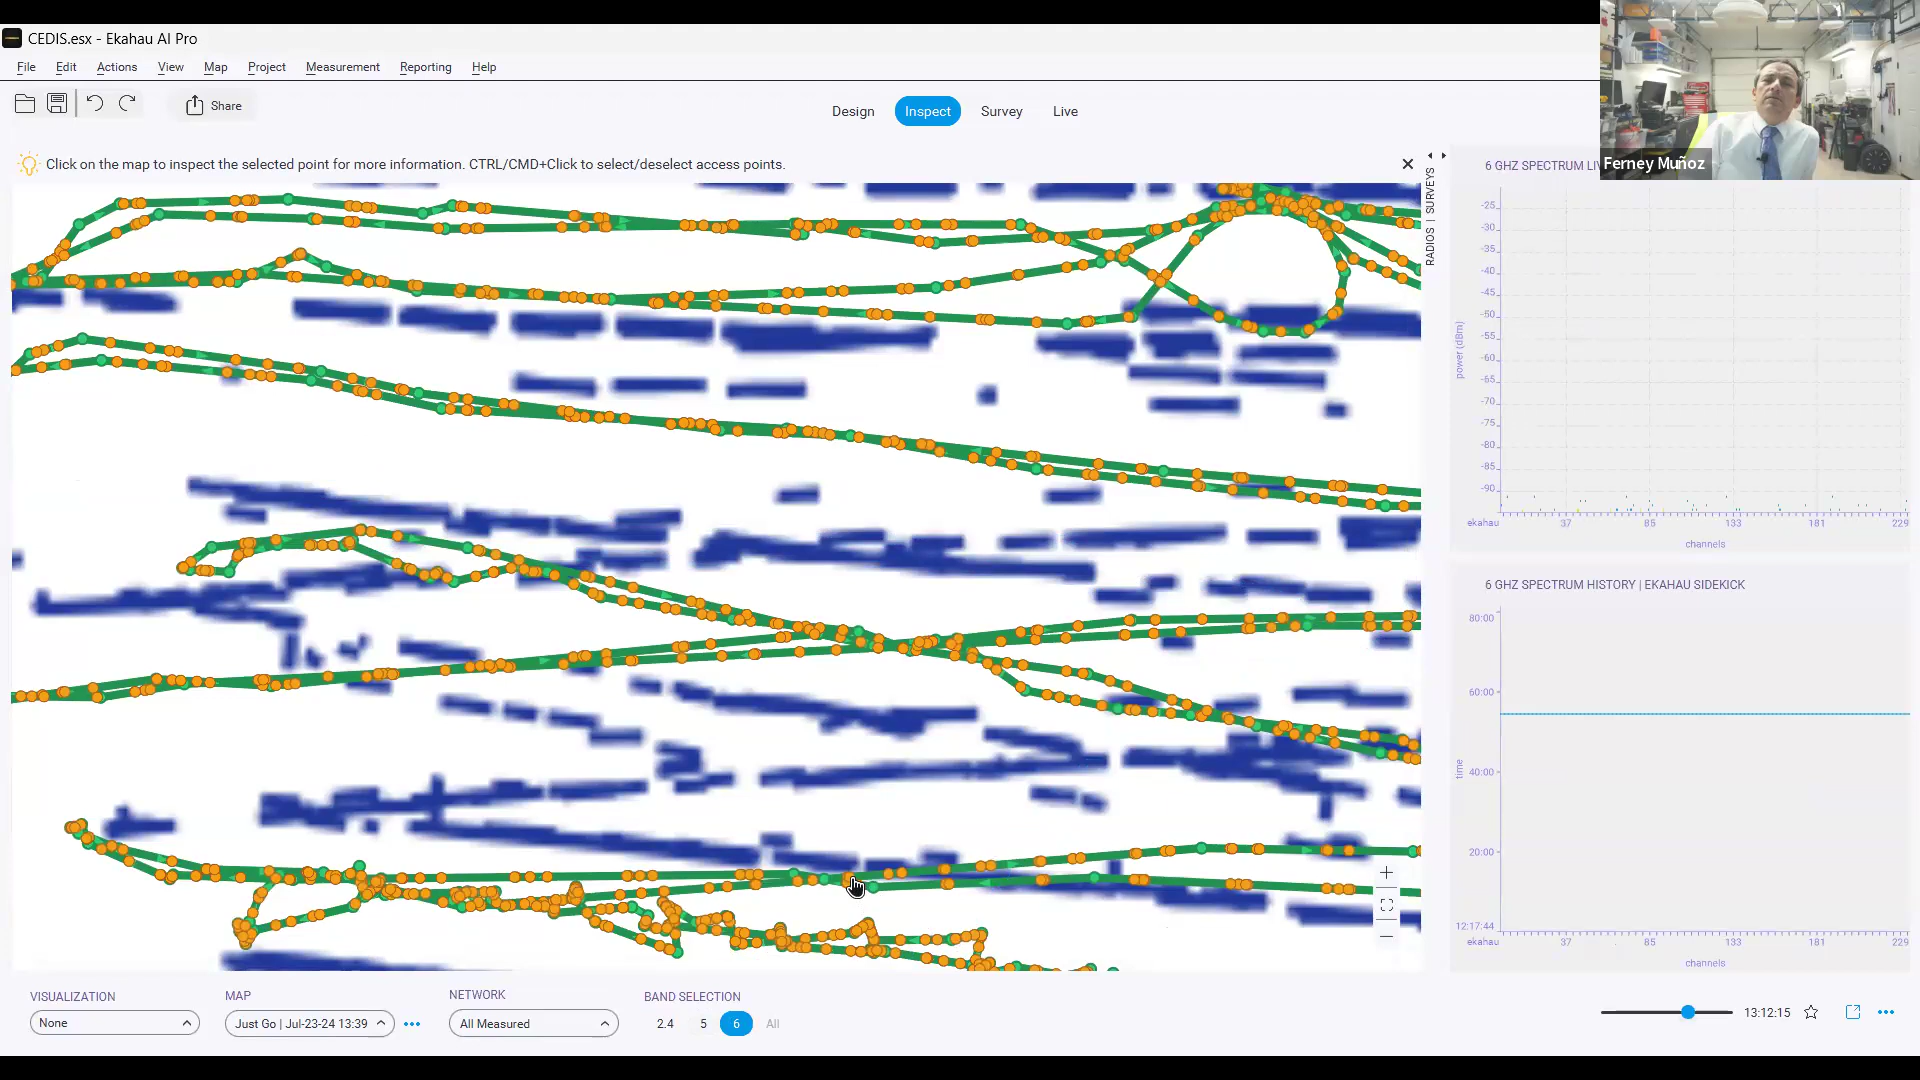 CEDIS.esx - Ekahau AI Pro
File Edit Actions View Map Project Measurement Reporting Help
Share
Design Inspect Survey Live
Click on the map to inspect the selected point for more information. CTRL/CMD+Click to select/deselect access points.
Ferney Muñoz
RADIOS | SURVEYS
6 GHZ SPECTRUM
-25
-30
-35
-40
-45
-50
-55
-60
-65
-70
-75
-80
-85
-90
power (dBm)
ekahau 37 85 133 181 229
channels
6 GHZ SPECTRUM HISTORY | EKAHAU SIDEKICK
80:00
60:00
40:00
20:00
12:17:44
time
ekahau 37 85 133 181 229
channels
VISUALIZATION MAP NETWORK BAND SELECTION
None Just Go | Jul-23-24 13:39 All Measured 2.4 5 6 All
13:12:15